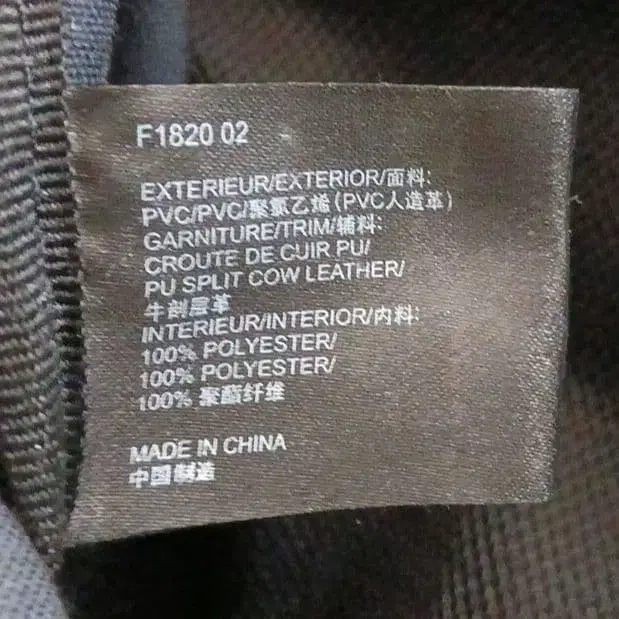 F1820 02
EXTERIEUR/EXTERIOR/面料:
PVC/PVC/聚氯乙烯(PVC人造革)
GARNITURE/TRIM/辅料:
CROUTE DE CUIR PU/
PU SPLIT COW LEATHER/
牛剖层革
INTERIEUR/INTERIOR/内料:
100% POLYESTER/
100% POLYESTER/
100% 聚酯纤维
MADE IN CHINA
中国制造